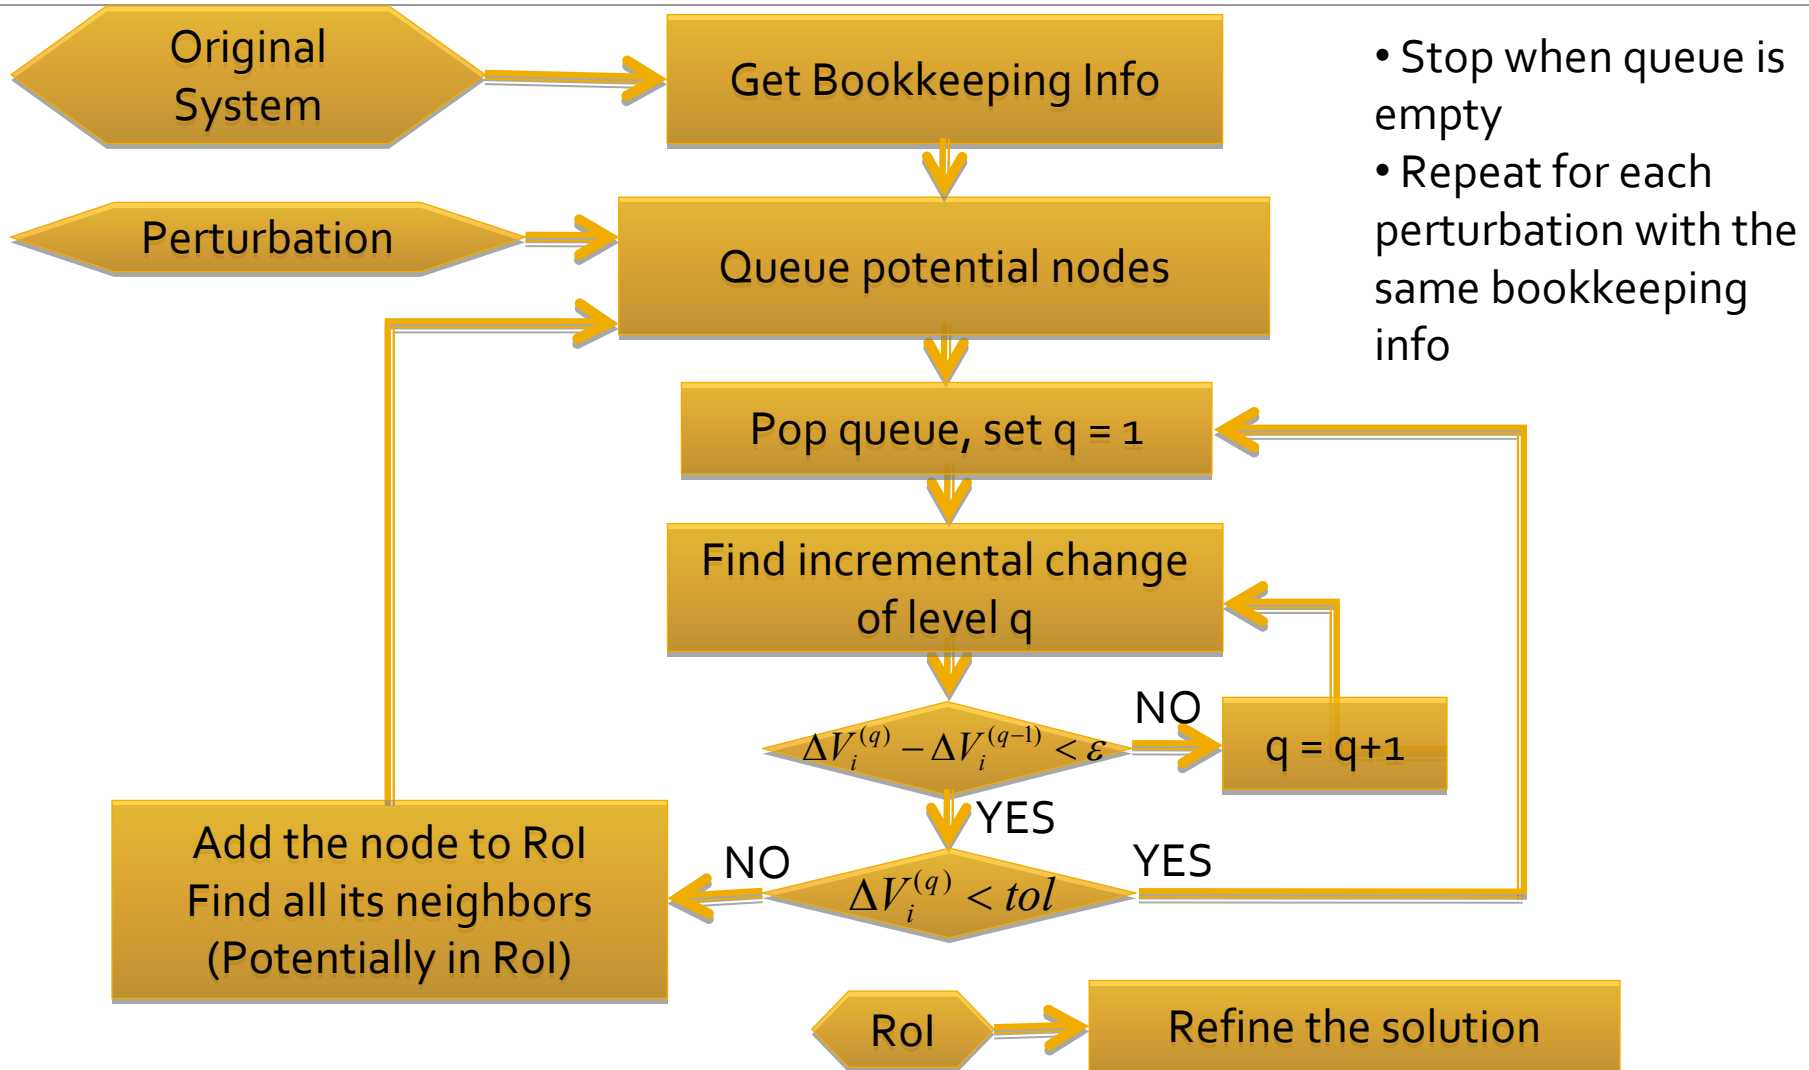 Original
System
Get Bookkeeping Info
• Stop when queue is
empty
• Repeat for each
perturbation with the
same bookkeeping
info
Perturbation
Queue potential nodes
Pop queue, set q = 1
Find incremental change
of level q
ΔV_i^{(q)} − ΔV_i^{(q−1)} < ε
NO
q = q+1
YES
ΔV_i^{(q)} < tol
NO
YES
Add the node to RoI
Find all its neighbors
(Potentially in RoI)
RoI
Refine the solution